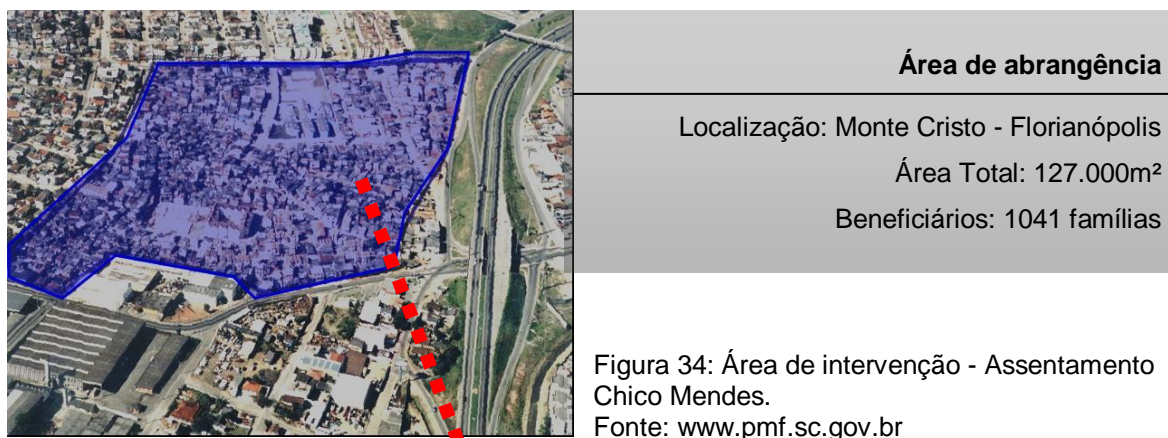 Área de abrangência
Localização: Monte Cristo - Florianópolis
Área Total: 127.000m²
Beneficiários: 1041 famílias
Figura 34: Área de intervenção - Assentamento
Chico Mendes.
Fonte: www.pmf.sc.gov.br